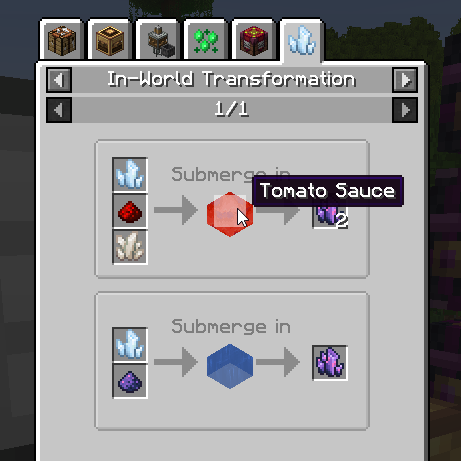 In-World Transformation
1/1
Submerge in
Tomato Sauce
2
Submerge in